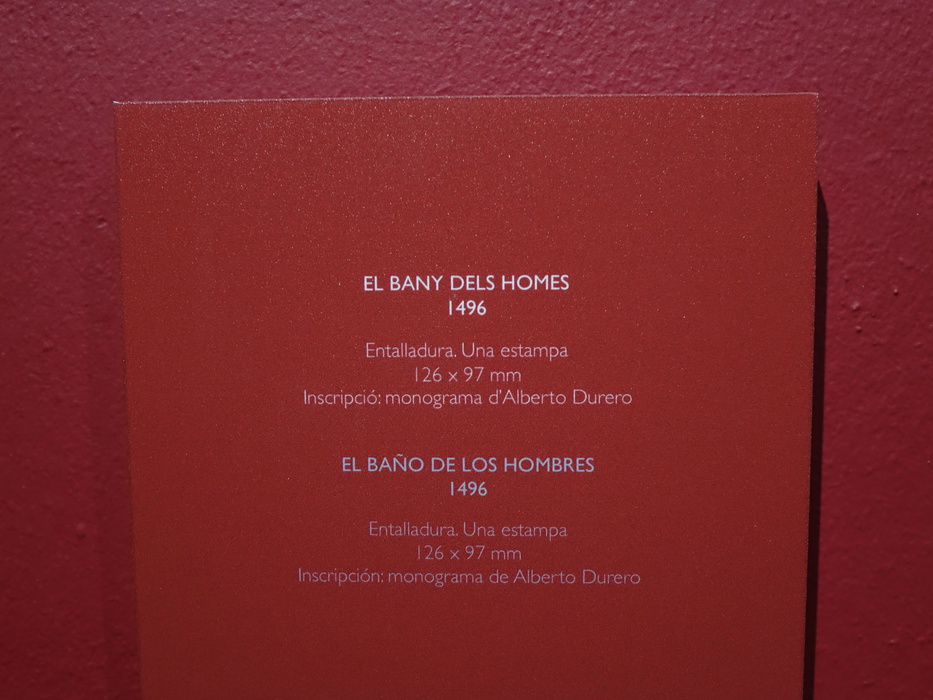 EL BANY DELS HOMES
1496
Entalladura. Una estampa
126 x 97 mm
Inscripció: monograma d'Alberto Durero
EL BAÑO DE LOS HOMBRES
1496
Entalladura. Una estampa
126 x 97 mm
Inscripción: monograma de Alberto Durero